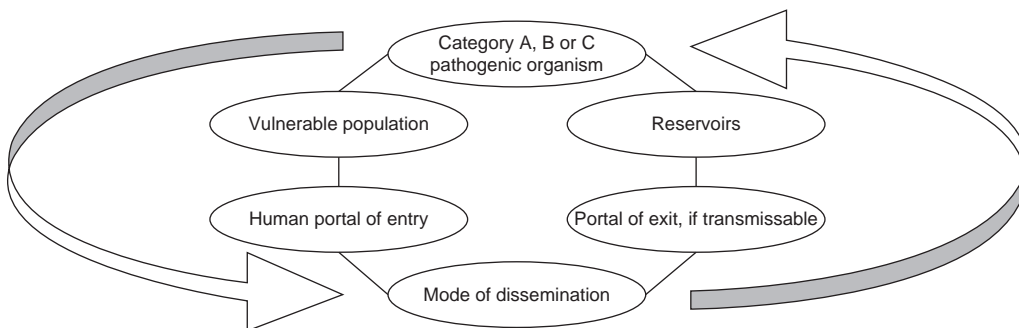 Category A, B or C
pathogenic organism
Vulnerable population
Reservoirs
Human portal of entry
Portal of exit, if transmissable
Mode of dissemination